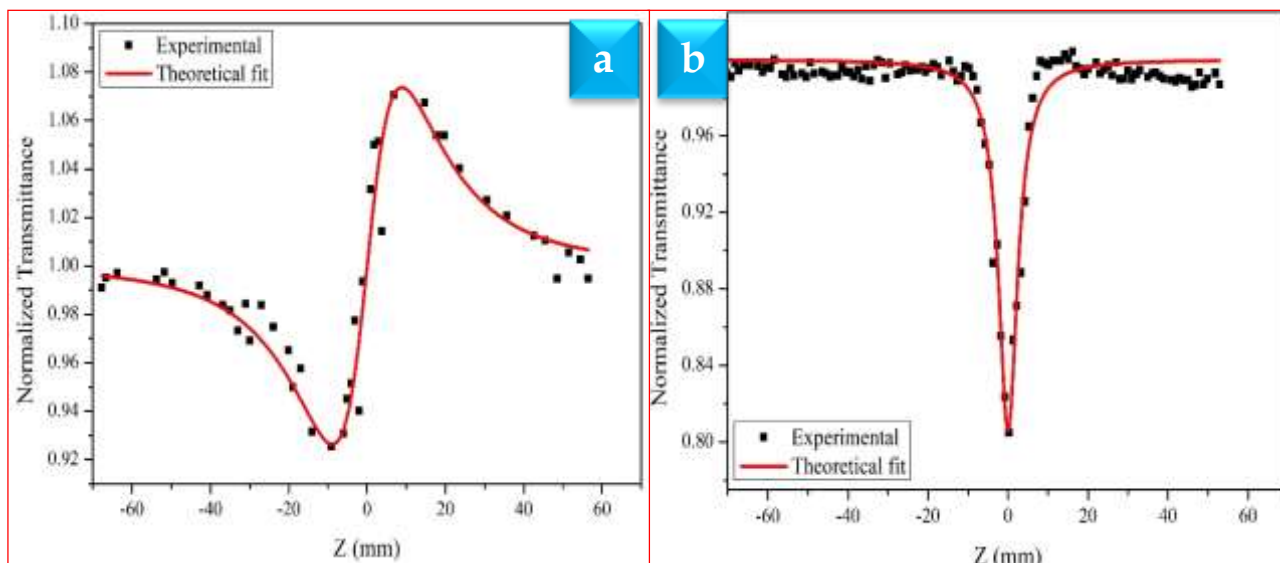 a
Experimental
Theoretical fit
Normalized Transmittance
1.10
1.08
1.06
1.04
1.02
1.00
0.98
0.96
0.94
0.92
-60
-40
-20
0
20
40
60
Z (mm)
b
Normalized Transmittance
0.96
0.92
0.88
0.84
0.80
Experimental
Theoretical fit
-60
-40
-20
0
20
40
60
Z (mm)